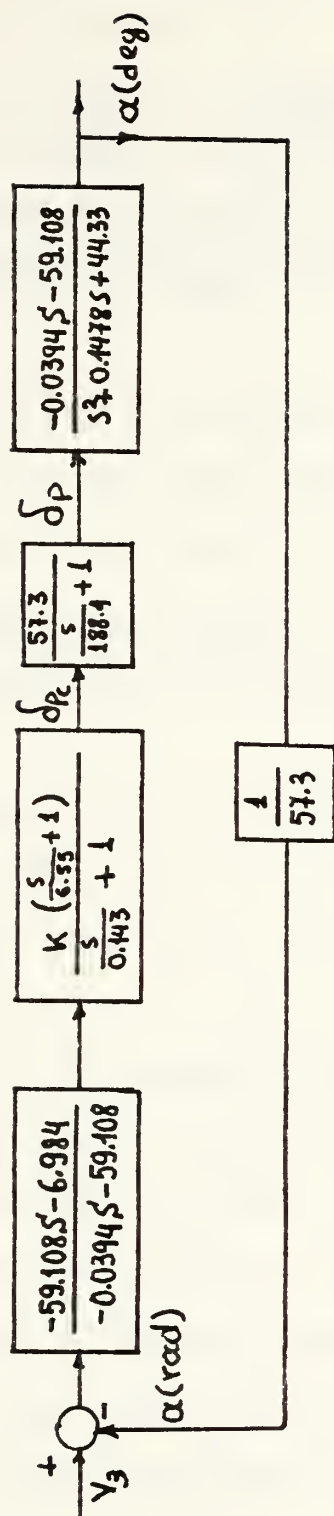 +
-
Y3
α(rad)
-59.108S-6.984
-0.0394S-59.108
K (s/6.55+1)
s/0.143 + 1
δPc
57.3
s/188.4 + 1
δP
-0.0394S-59.108
S²+0.1478S+44.33
α(deg)
1
57.3